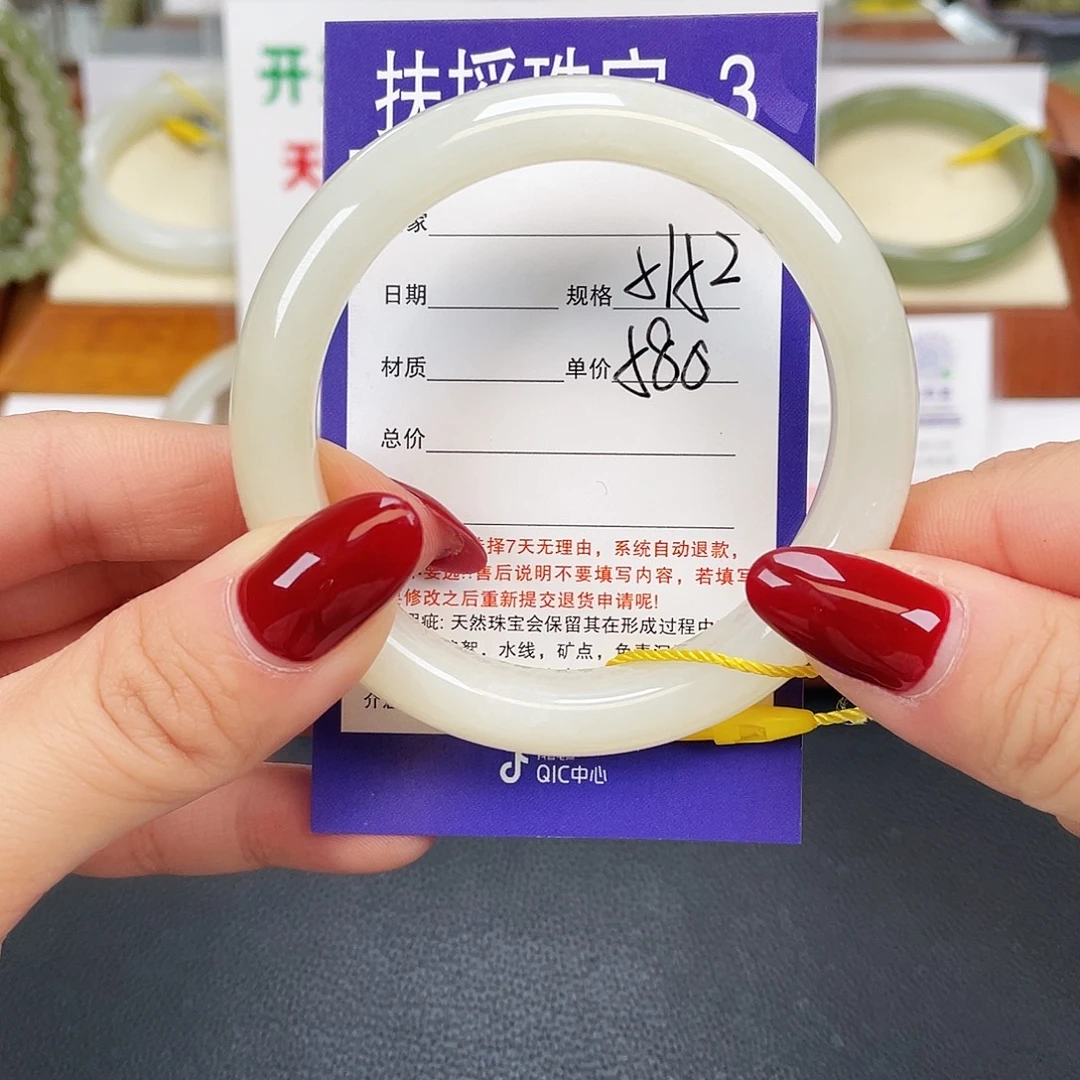 扶摇珠宝 3
开
天
家
日期 规格
材质 单价 580
总价
择7天无理由，系统自动退款，
售后说明不要填写内容，若填写
修改之后重新提交退货申请呢!
疵: 天然珠宝会保留其在形成过程中
絮，水线，矿点，
QIC中心